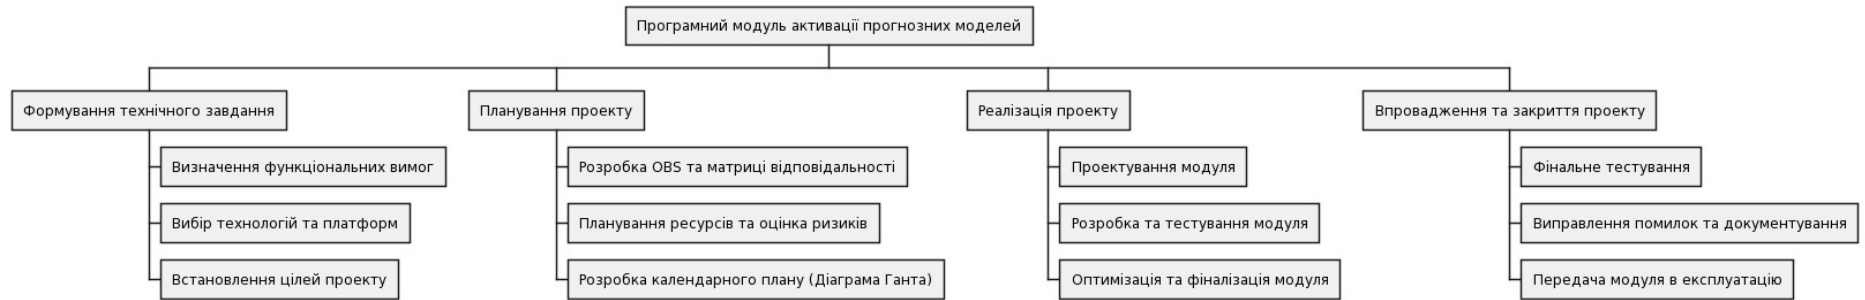 Програмний модуль активації прогнозних моделей
Формування технічного завдання
Визначення функціональних вимог
Вибір технологій та платформ
Встановлення цілей проекту
Планування проекту
Розробка OBS та матриці відповідальності
Планування ресурсів та оцінка ризиків
Розробка календарного плану (Діаграма Ганта)
Реалізація проекту
Проектування модуля
Розробка та тестування модуля
Оптимізація та фіналізація модуля
Впровадження та закриття проекту
Фінальне тестування
Виправлення помилок та документування
Передача модуля в експлуатацію